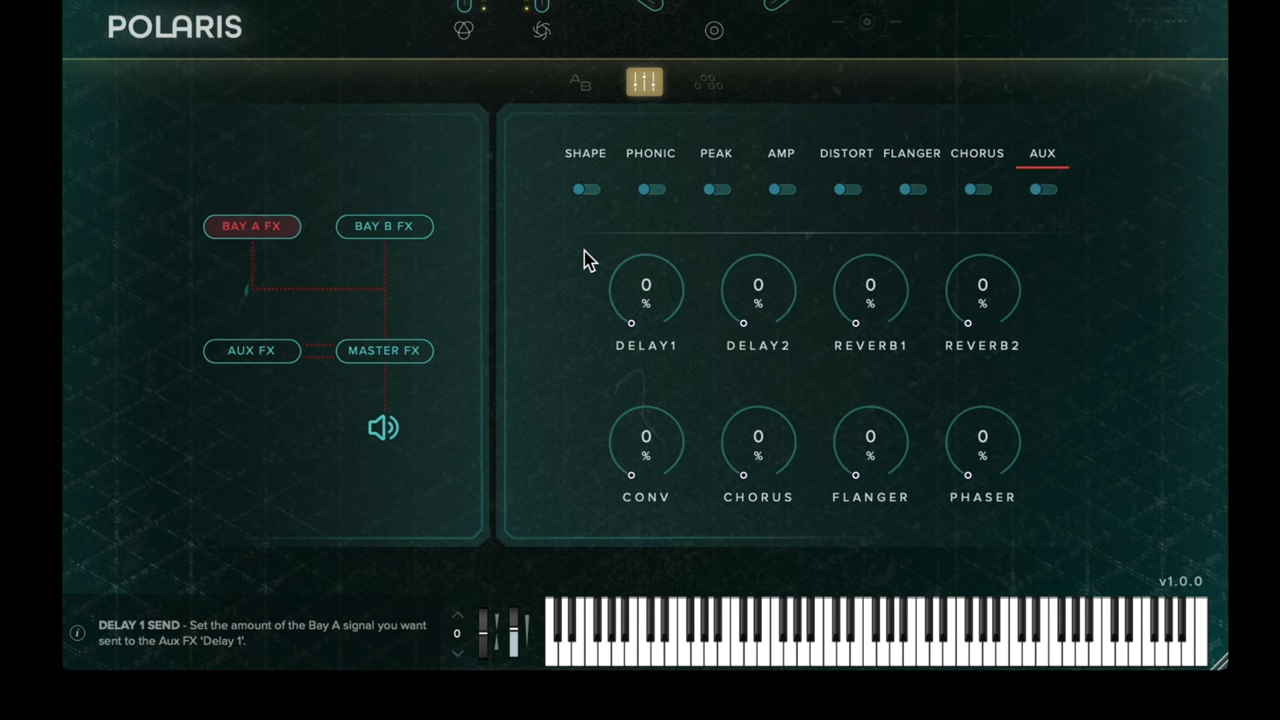 POLARIS
A B
SHAPE PHONIC PEAK AMP DISTORT FLANGER CHORUS AUX
BAY A FX BAY B FX
AUX FX MASTER FX
0 0 0 0
% % % %
DELAY1 DELAY2 REVERB1 REVERB2
0 0 0 0
% % % %
CONV CHORUS FLANGER PHASER
v1.0.0
DELAY 1 SEND - Set the amount of the Bay A signal you want
sent to the Aux FX 'Delay 1'.
0